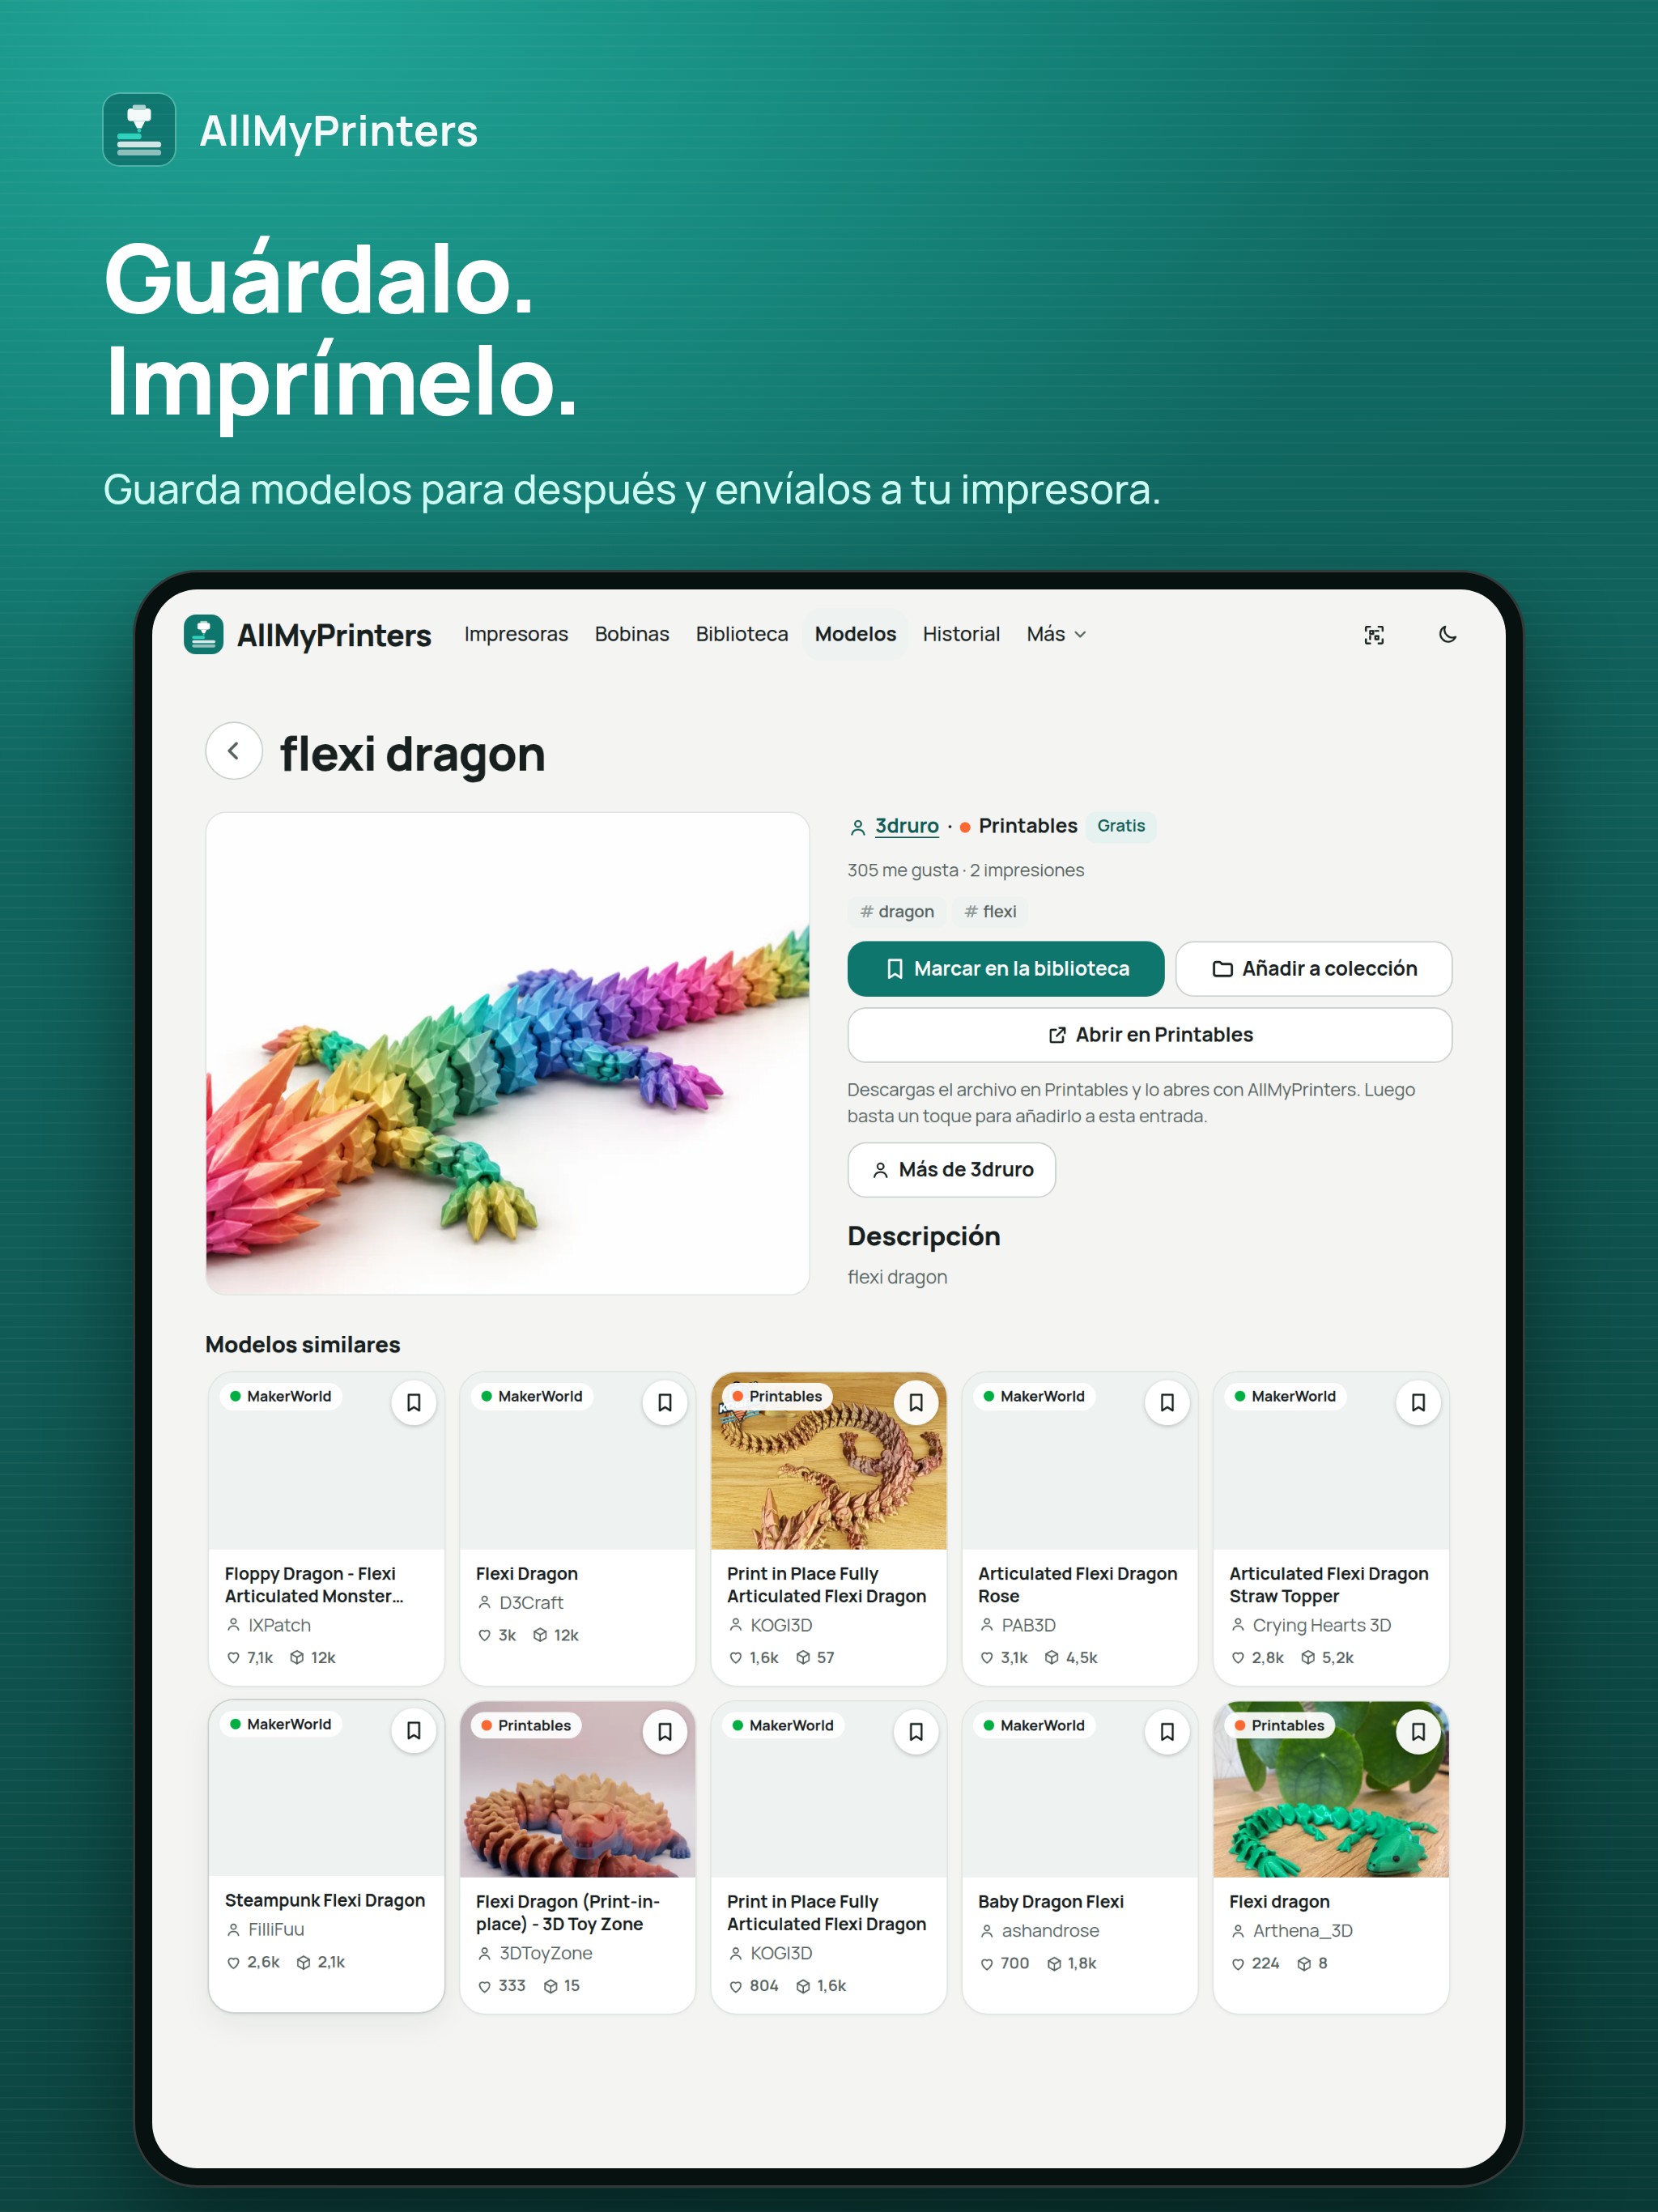 AllMyPrinters
Guárdalo.
Imprímelo.
Guarda modelos para después y envíalos a tu impresora.
AllMyPrinters Impresoras Bobinas Biblioteca Modelos Historial Más
flexi dragon
3druro · Printables Gratis
305 me gusta · 2 impresiones
# dragon # flexi
Marcar en la biblioteca Añadir a colección
Abrir en Printables
Descargas el archivo en Printables y lo abres con AllMyPrinters. Luego
basta un toque para añadirlo a esta entrada.
Más de 3druro
Descripción
flexi dragon
Modelos similares
MakerWorld
Floppy Dragon - Flexi
Articulated Monster…
IXPatch
7,1k 12k
MakerWorld
Flexi Dragon
D3Craft
3k 12k
Printables
Print in Place Fully
Articulated Flexi Dragon
KOGI3D
1,6k 57
MakerWorld
Articulated Flexi Dragon
Rose
PAB3D
3,1k 4,5k
MakerWorld
Articulated Flexi Dragon
Straw Topper
Crying Hearts 3D
2,8k 5,2k
MakerWorld
Steampunk Flexi Dragon
FilliFuu
2,6k 2,1k
Printables
Flexi Dragon (Print-in-
place) - 3D Toy Zone
3DToyZone
333 15
MakerWorld
Print in Place Fully
Articulated Flexi Dragon
KOGI3D
804 1,6k
MakerWorld
Baby Dragon Flexi
ashandrose
700 1,8k
Printables
Flexi dragon
Arthena_3D
224 8